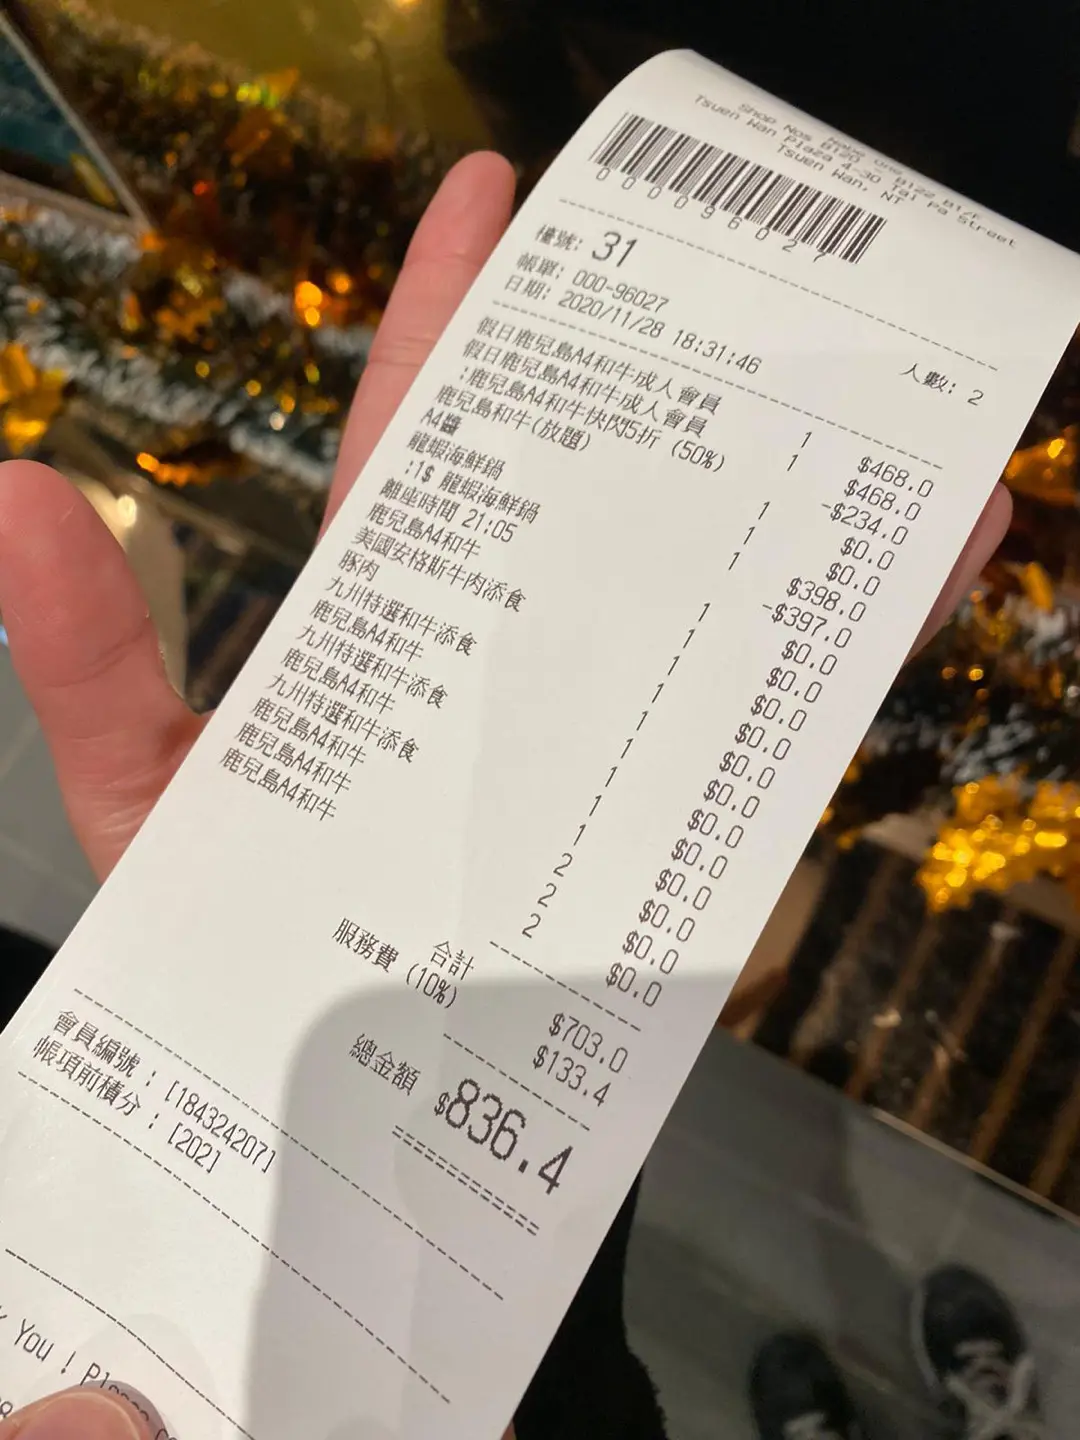 Shop Nos B120 B122 B1
Tsuen Wan Plaza 4-30 Tai Pa Street
Tsuen Wan, NT
000096027
檯號: 31
人數: 2
帳單: 000-96027
日期: 2020/11/28 18:31:46
假日鹿兒島A4和牛成人會員 1 $468.0
假日鹿兒島A4和牛成人會員 1 $468.0
:鹿兒島A4和牛快閃5折 (50%) -$234.0
鹿兒島和牛(放題) 1 $0.0
A4醬 1 $0.0
龍蝦海鮮鍋 1 $398.0
:1$ 龍蝦海鮮鍋 -$397.0
離座時間 21:05 1 $0.0
鹿兒島A4和牛 1 $0.0
美國安格斯牛肉添食 1 $0.0
豚肉 1 $0.0
九州特選和牛添食 1 $0.0
鹿兒島A4和牛 1 $0.0
九州特選和牛添食 1 $0.0
鹿兒島A4和牛 1 $0.0
九州特選和牛添食 1 $0.0
鹿兒島A4和牛 2 $0.0
鹿兒島A4和牛 2 $0.0
鹿兒島A4和牛 2 $0.0
合計 $703.0
服務費 (10%) $133.4
總金額 $836.4
會員編號 : [184324207]
帳項前積分 : [202]
You ! Please